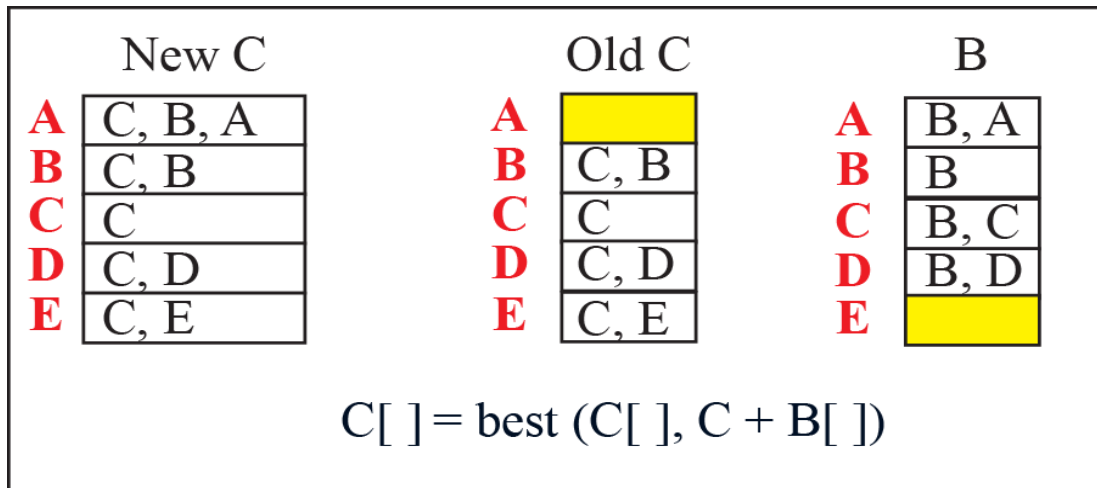 New C Old C B
A C, B, A A A B, A
B C, B B C, B B B
C C C C C B, C
D C, D D C, D D B, D
E C, E E C, E E
C[ ] = best (C[ ], C + B[ ])